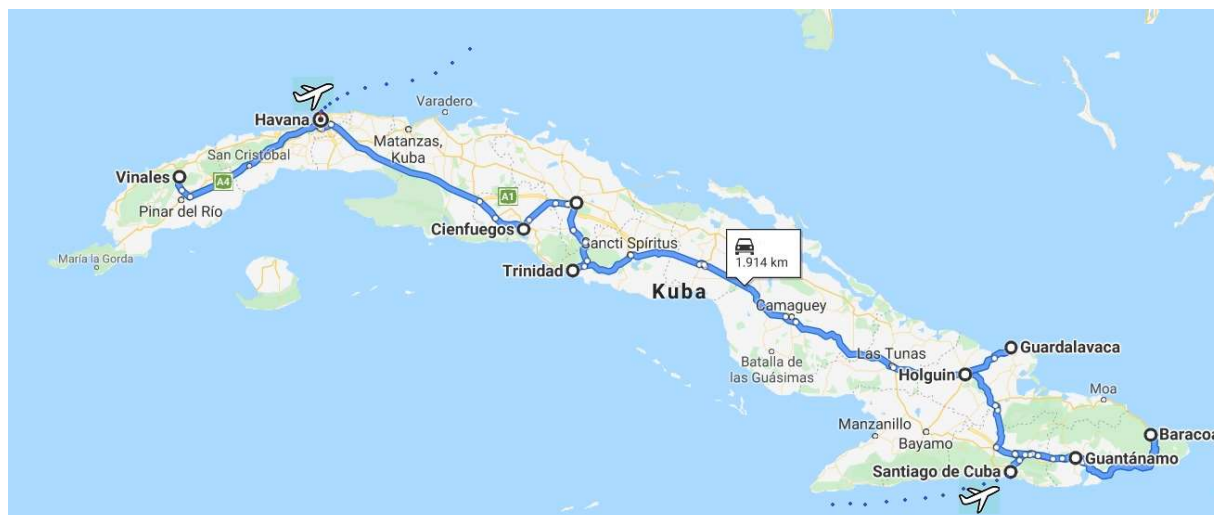 Varadero
Havana
Matanzas,
Kuba
San Cristóbal
Vinales
A4
A1
Pinar del Río
Cienfuegos
María la Gorda
Sancti Spíritus
Trinidad
1.914 km
Kuba
Camaguey
Guardalavaca
Las Tunas
Batalla de
las Guásimas
Holguin
Moa
Manzanillo
Bayamo
Baracoa
Guantánamo
Santiago de Cuba